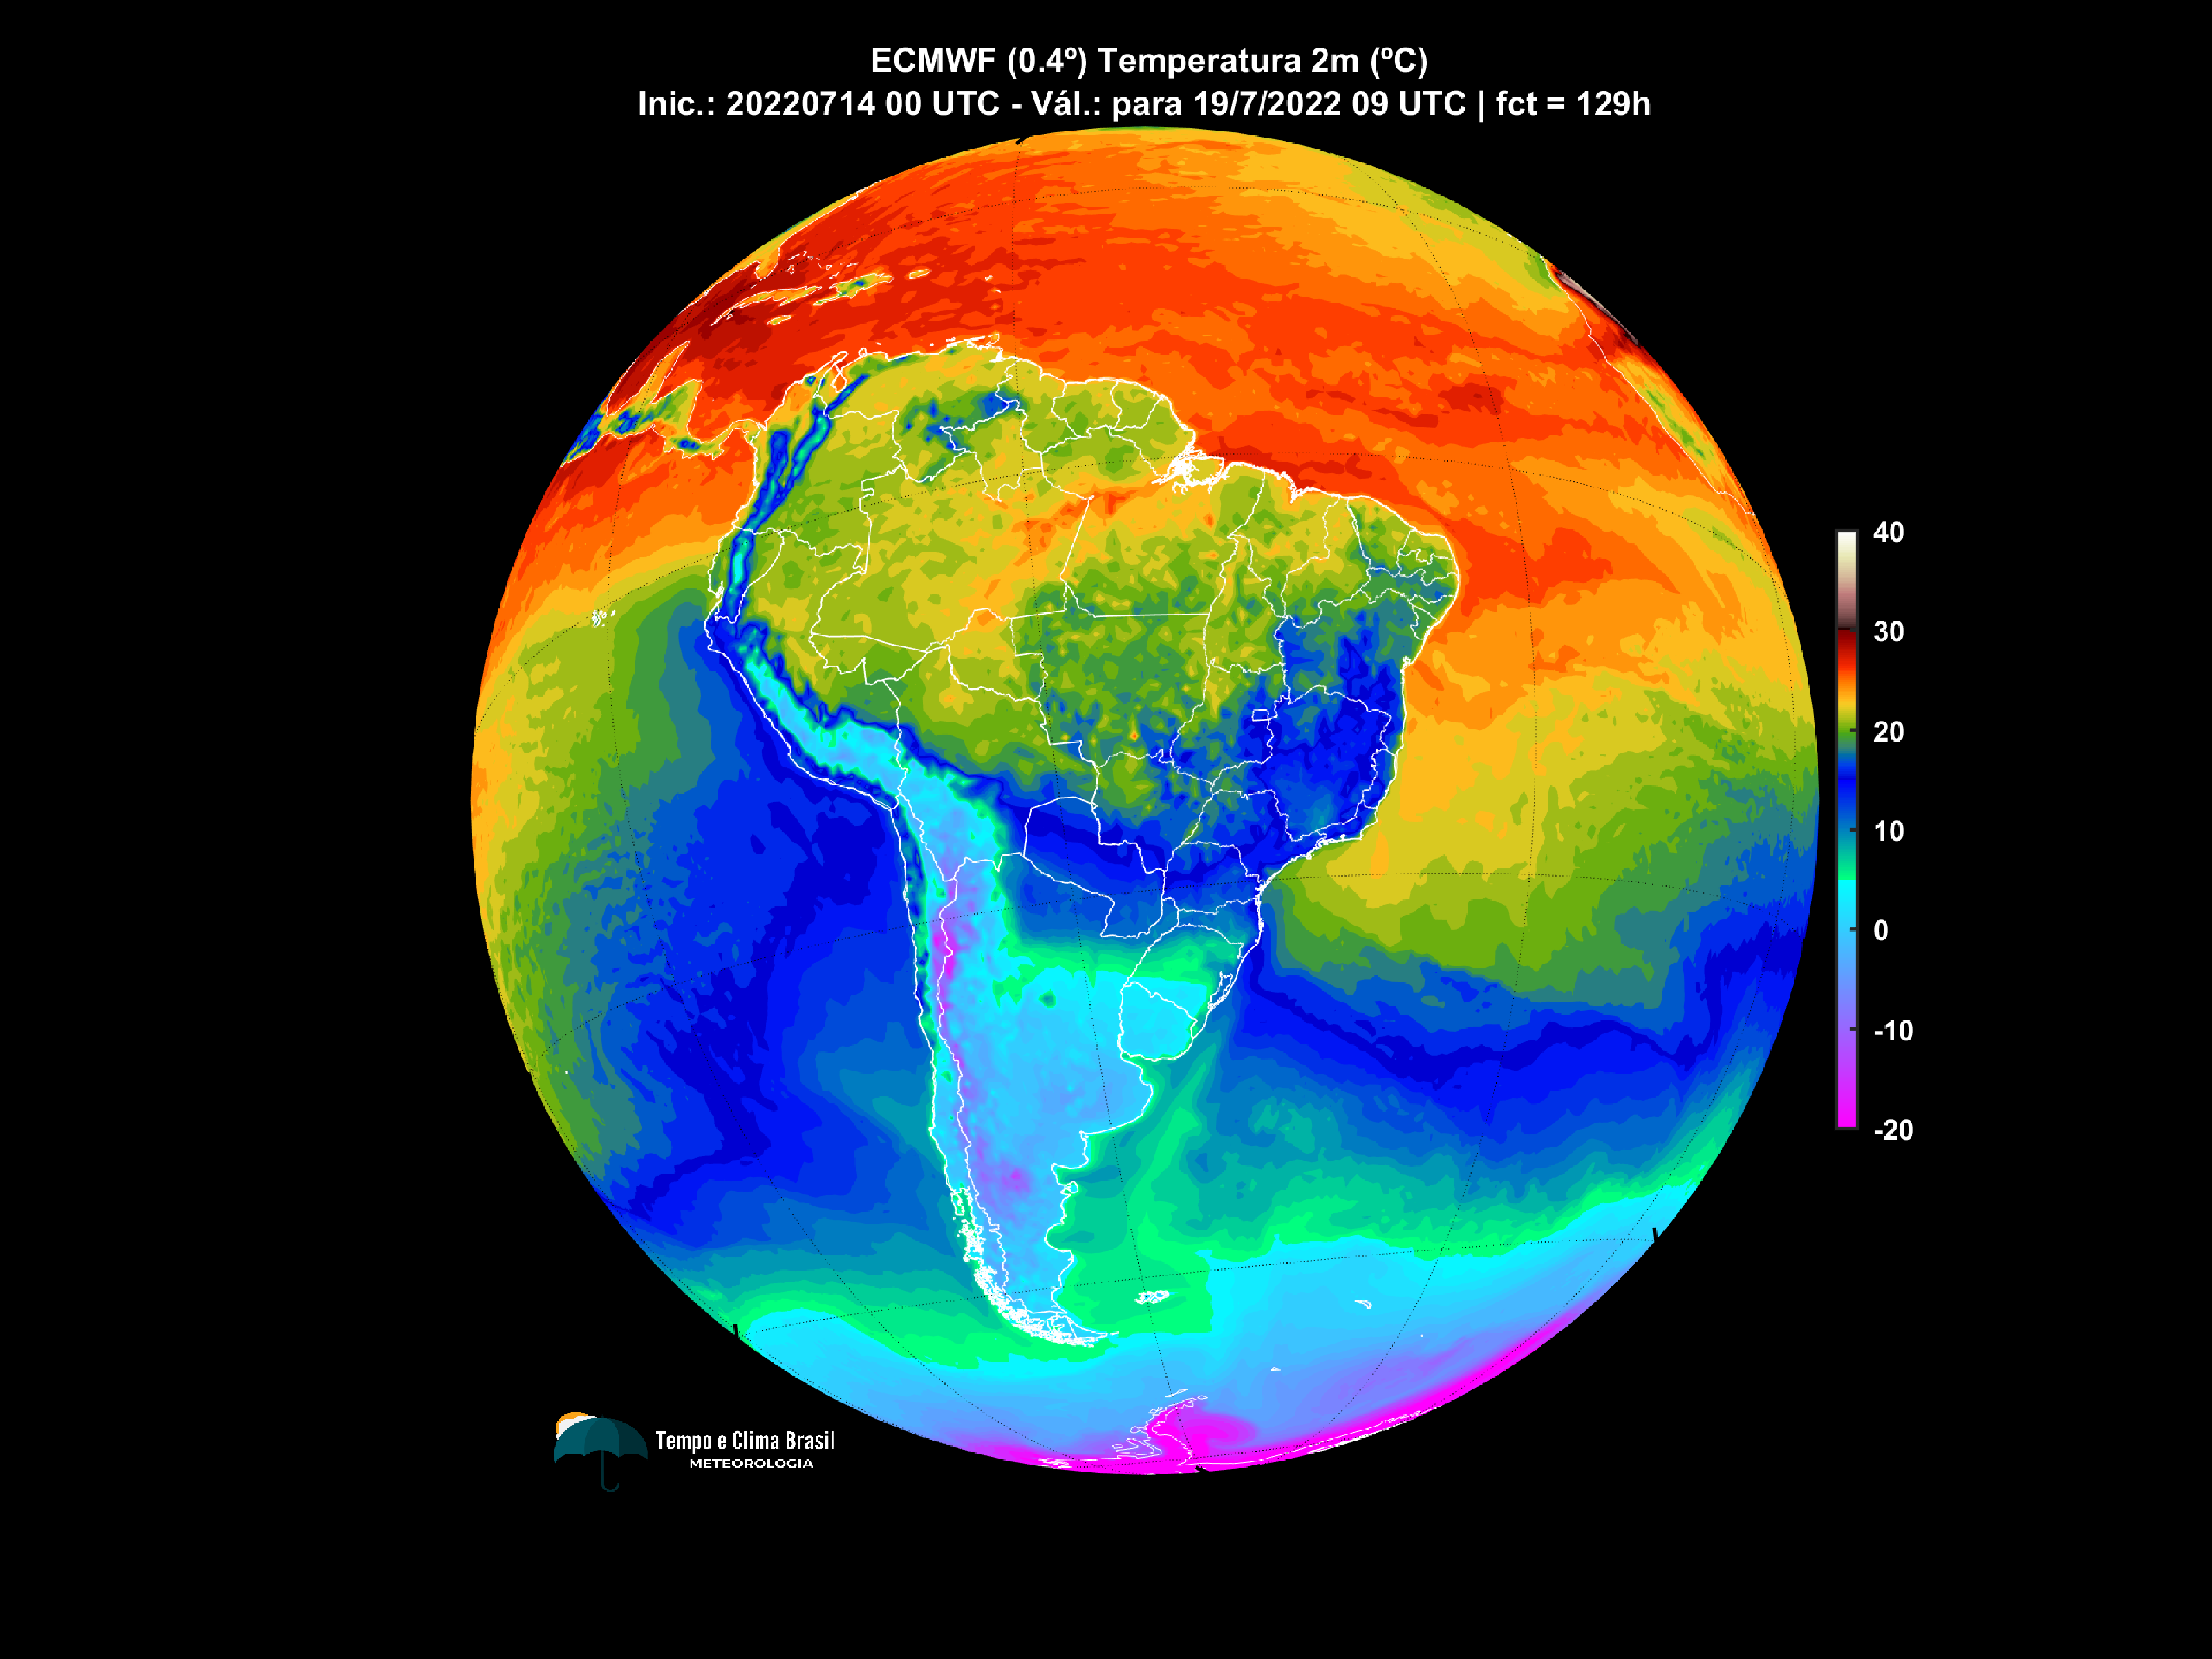 ECMWF (0.4º) Temperatura 2m (ºC)
Inic.: 20220714 00 UTC - Vál.: para 19/7/2022 09 UTC | fct = 129h
40
30
20
10
0
-10
-20
Tempo e Clima Brasil
METEOROLOGIA